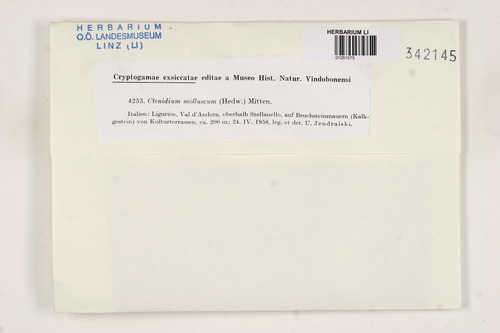 HERBARIUM
O.Ö. LANDESMUSEUM
LINZ (LI)
HERBARIUM LI
01051575
342145
Cryptogamae exsiccatae editae a Museo Hist. Natur. Vindobonensi
4253. Ctenidium molluscum (Hedw.) Mitten.
Italien: Ligurien, Val d'Andora, oberhalb Stellanello, auf Bruchsteinmauern (Kalk-
gestein) von Kulturterrassen, ca. 200 m; 24. IV. 1958, leg. et det. U. Jendralski.